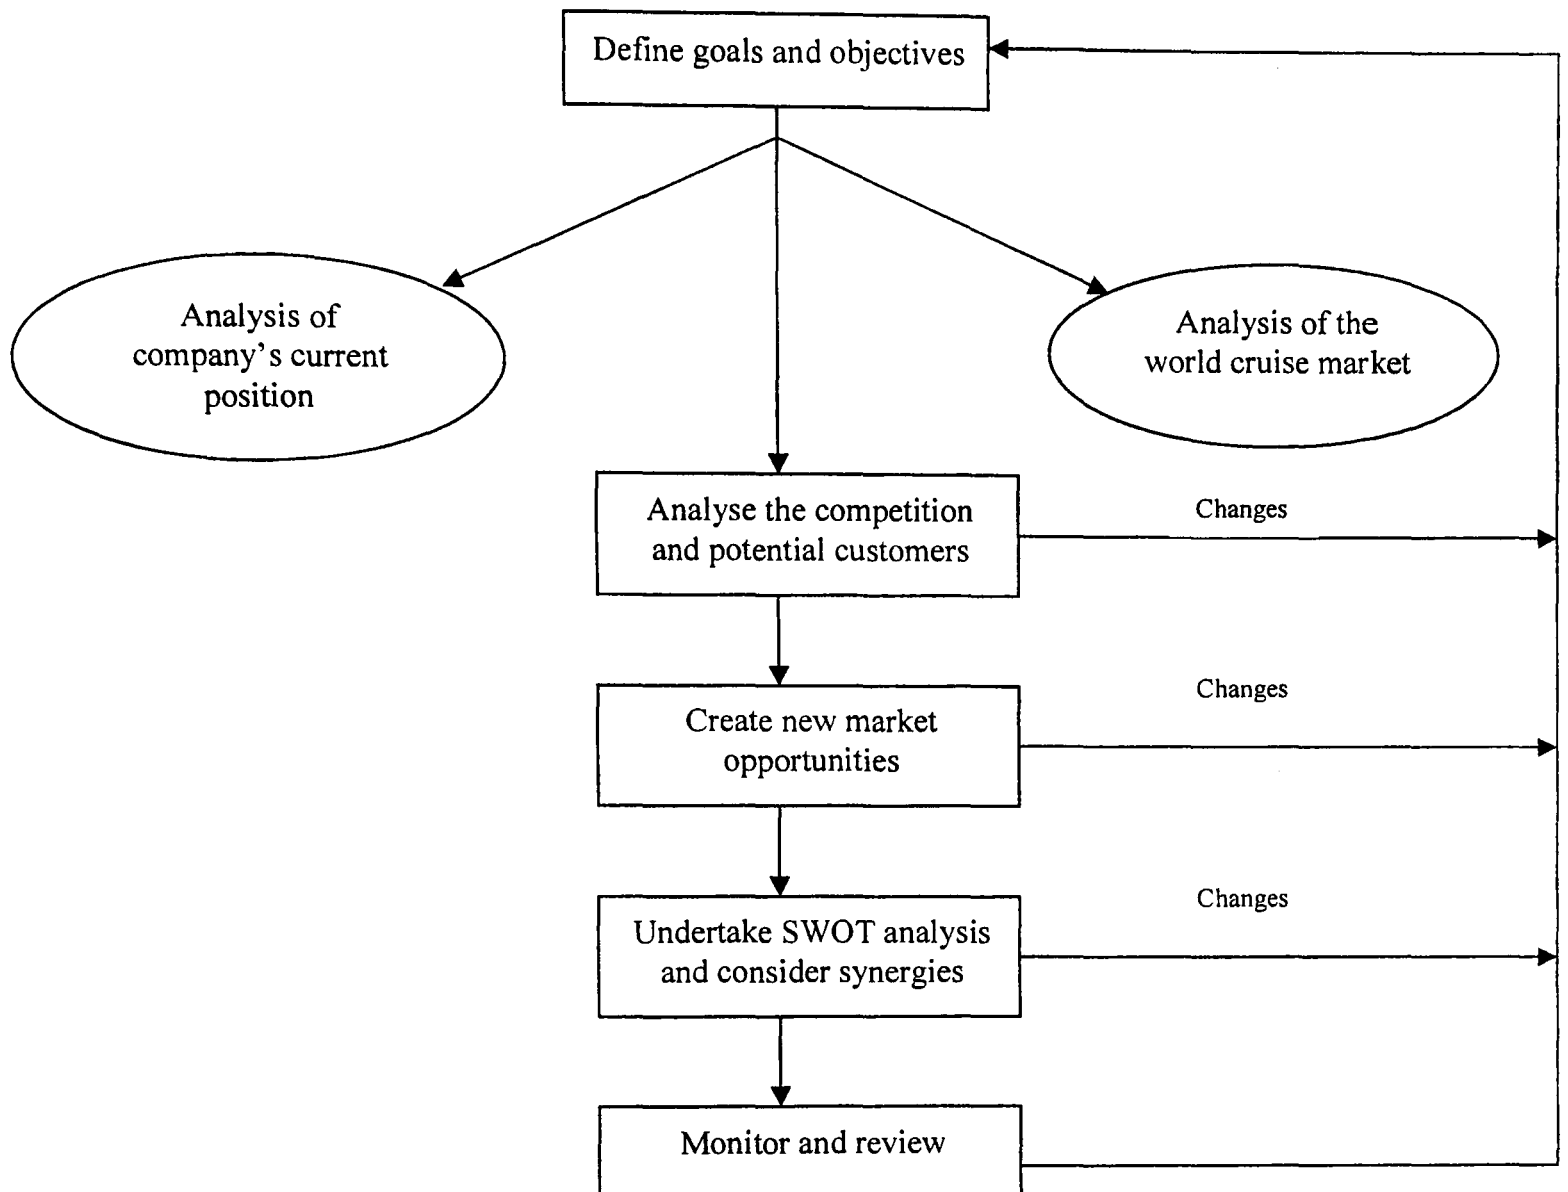 Define goals and objectives
Analysis of
company's current
position
Analysis of the
world cruise market
Analyse the competition
and potential customers
Changes
Create new market
opportunities
Changes
Undertake SWOT analysis
and consider synergies
Changes
Monitor and review